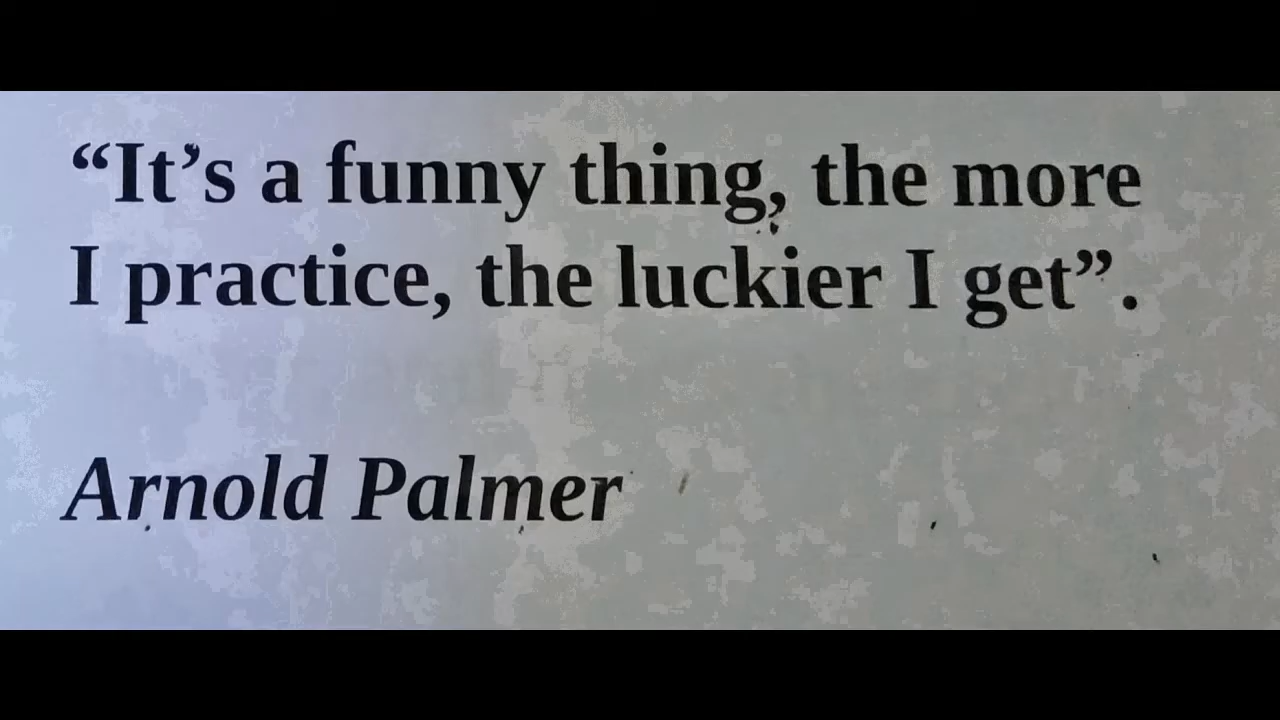 “It’s a funny thing, the more
I practice, the luckier I get”.
Arnold Palmer